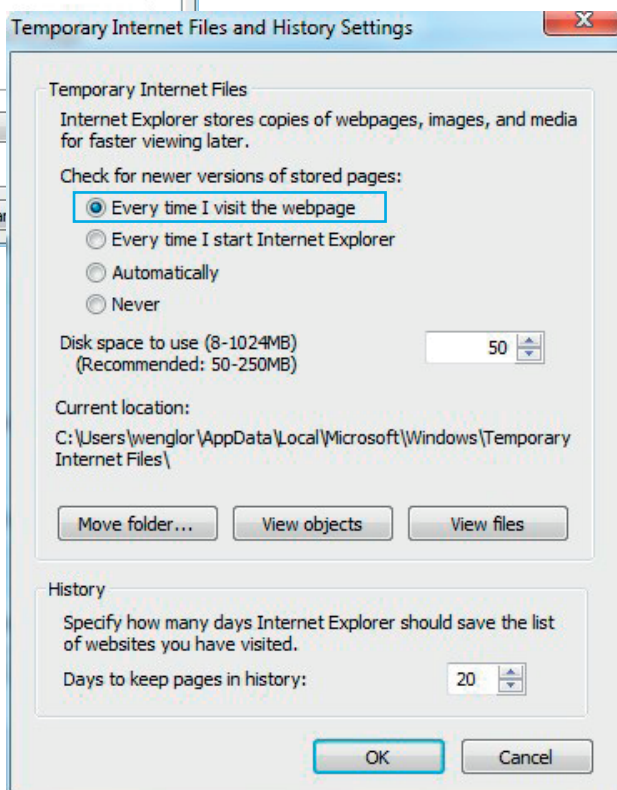 Temporary Internet Files and History Settings
Temporary Internet Files
Internet Explorer stores copies of webpages, images, and media
for faster viewing later.
Check for newer versions of stored pages:
Every time I visit the webpage
Every time I start Internet Explorer
Automatically
Never
Disk space to use (8-1024MB) 50
(Recommended: 50-250MB)
Current location:
C:\Users\wenglor\AppData\Local\Microsoft\Windows\Temporary
Internet Files\
Move folder... View objects View files
History
Specify how many days Internet Explorer should save the list
of websites you have visited.
Days to keep pages in history: 20
OK Cancel